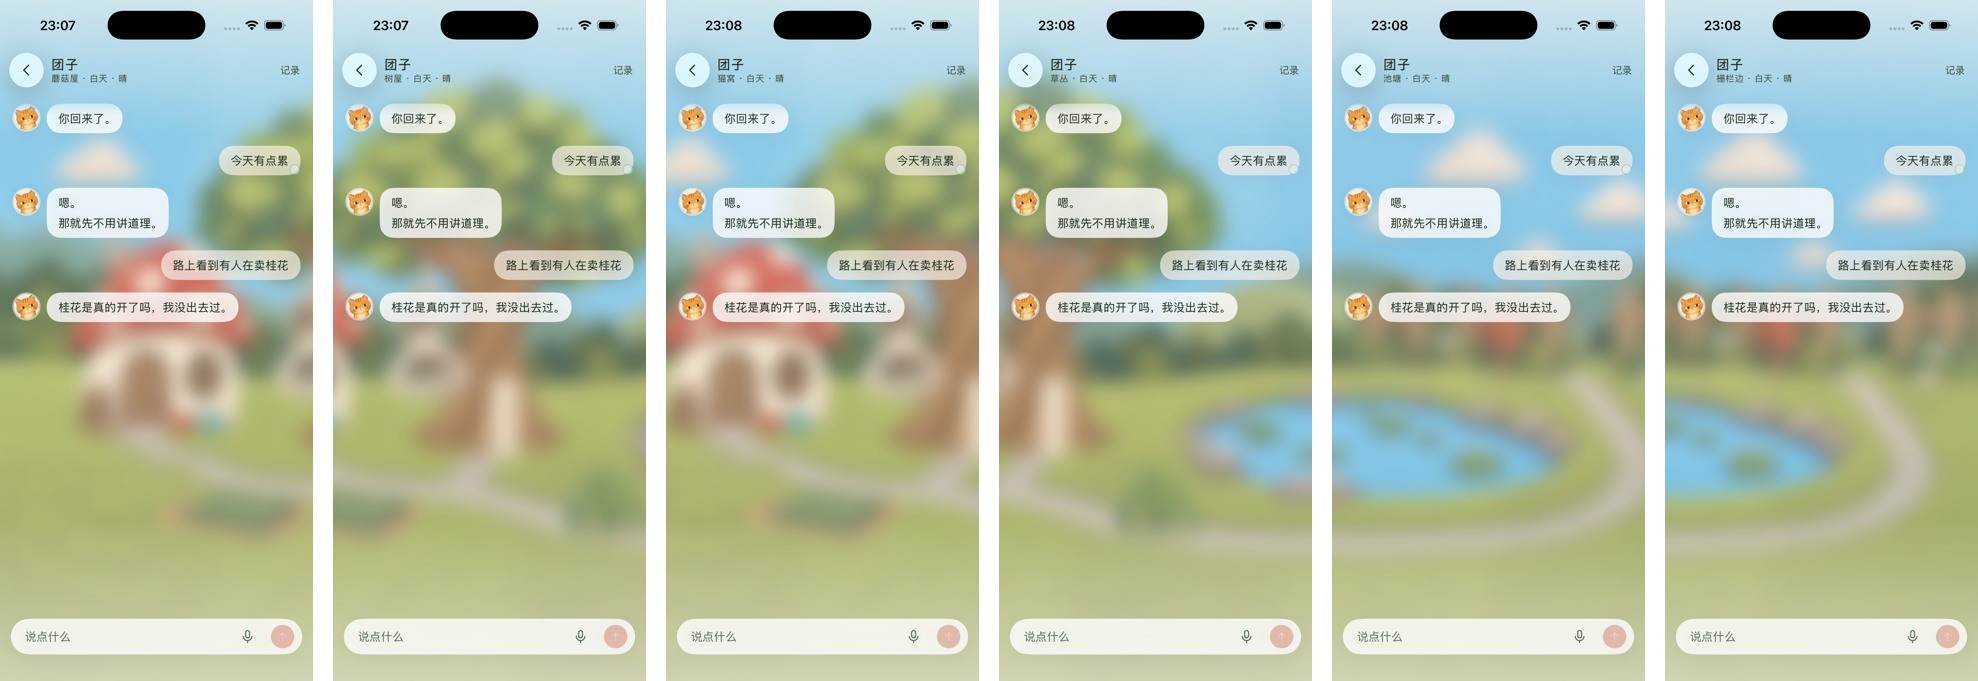 23:07
团子
蘑菇屋 · 白天 · 晴
记录
你回来了。
今天有点累
嗯。
那就先不用讲道理。
路上看到有人在卖桂花
桂花是真的开了吗，我没出去过。
说点什么
23:07
团子
树屋 · 白天 · 晴
记录
你回来了。
今天有点累
嗯。
那就先不用讲道理。
路上看到有人在卖桂花
桂花是真的开了吗，我没出去过。
说点什么
23:08
团子
猫窝 · 白天 · 晴
记录
你回来了。
今天有点累
嗯。
那就先不用讲道理。
路上看到有人在卖桂花
桂花是真的开了吗，我没出去过。
说点什么
23:08
团子
草丛 · 白天 · 晴
记录
你回来了。
今天有点累
嗯。
那就先不用讲道理。
路上看到有人在卖桂花
桂花是真的开了吗，我没出去过。
说点什么
23:08
团子
池塘 · 白天 · 晴
记录
你回来了。
今天有点累
嗯。
那就先不用讲道理。
路上看到有人在卖桂花
桂花是真的开了吗，我没出去过。
说点什么
23:08
团子
栅栏边 · 白天 · 晴
记录
你回来了。
今天有点累
嗯。
那就先不用讲道理。
路上看到有人在卖桂花
桂花是真的开了吗，我没出去过。
说点什么